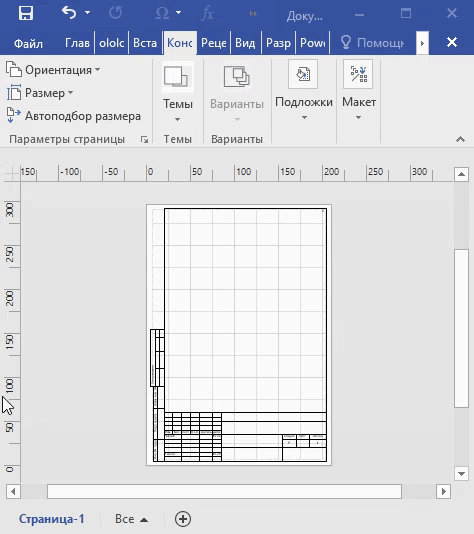 Доку...
Файл Глав ololc Вста Конс Реце Вид Разр Powe Помощь
Ориентация
Размер
Автоподбор размера
Темы Варианты Подложки Макет
Параметры страницы Темы Варианты
150 -100 -50 0 50 100 150 200 250 300
300
250
200
150
100
50
0
Страница-1 Все